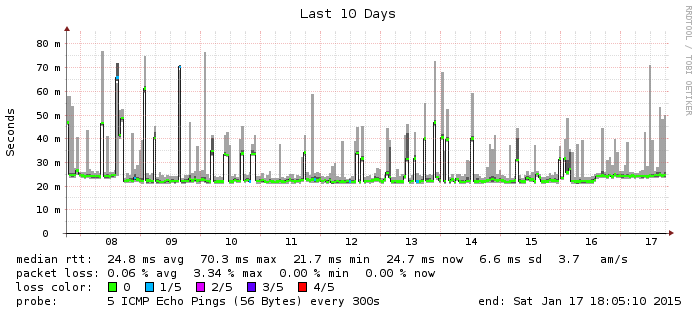 Last 10 Days
RRDTOOL / TOBI OETIKER
Seconds
80 m
70 m
60 m
50 m
40 m
30 m
20 m
10 m
0
08 09 10 11 12 13 14 15 16 17
median rtt: 24.8 ms avg 70.3 ms max 21.7 ms min 24.7 ms now 6.6 ms sd 3.7 am/s
packet loss: 0.06 % avg 3.34 % max 0.00 % min 0.00 % now
loss color: 0 1/5 2/5 3/5 4/5
probe: 5 ICMP Echo Pings (56 Bytes) every 300s end: Sat Jan 17 18:05:10 2015